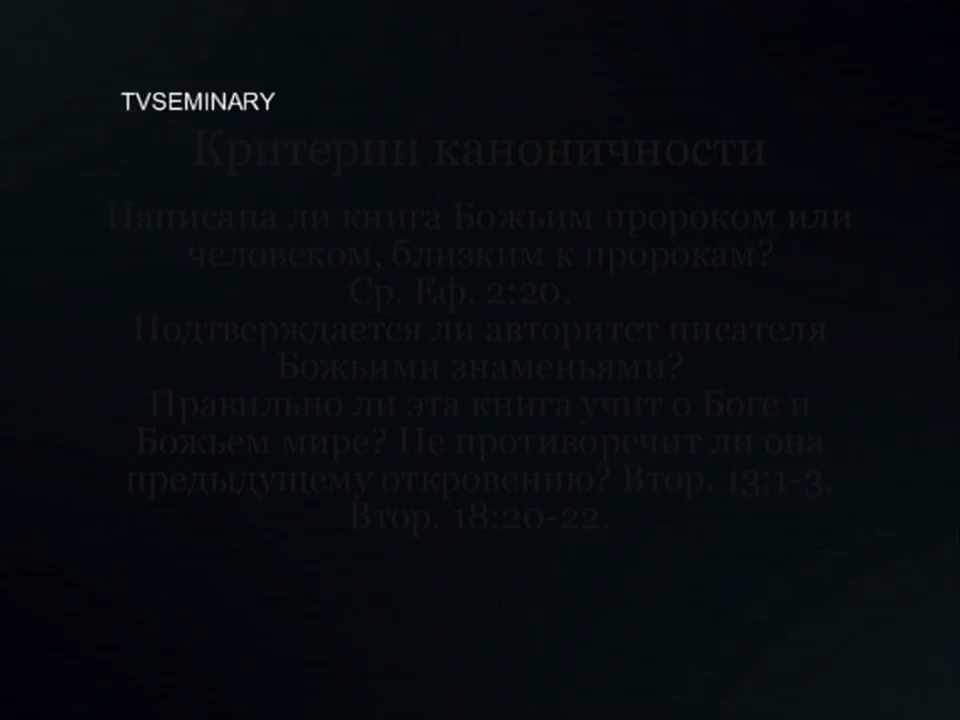 TVSEMINARY
Критерии каноничности
Написана ли книга Божьим пророком или
человеком, близким к пророкам?
Ср. Еф. 2:20.
Подтверждается ли авторитет писателя
Божьими знаменьями?
Правильно ли эта книга учит о Боге и
Божьем мире? Не противоречит ли она
предыдущему откровению? Втор. 13:1-3.
Втор. 18:20-22.